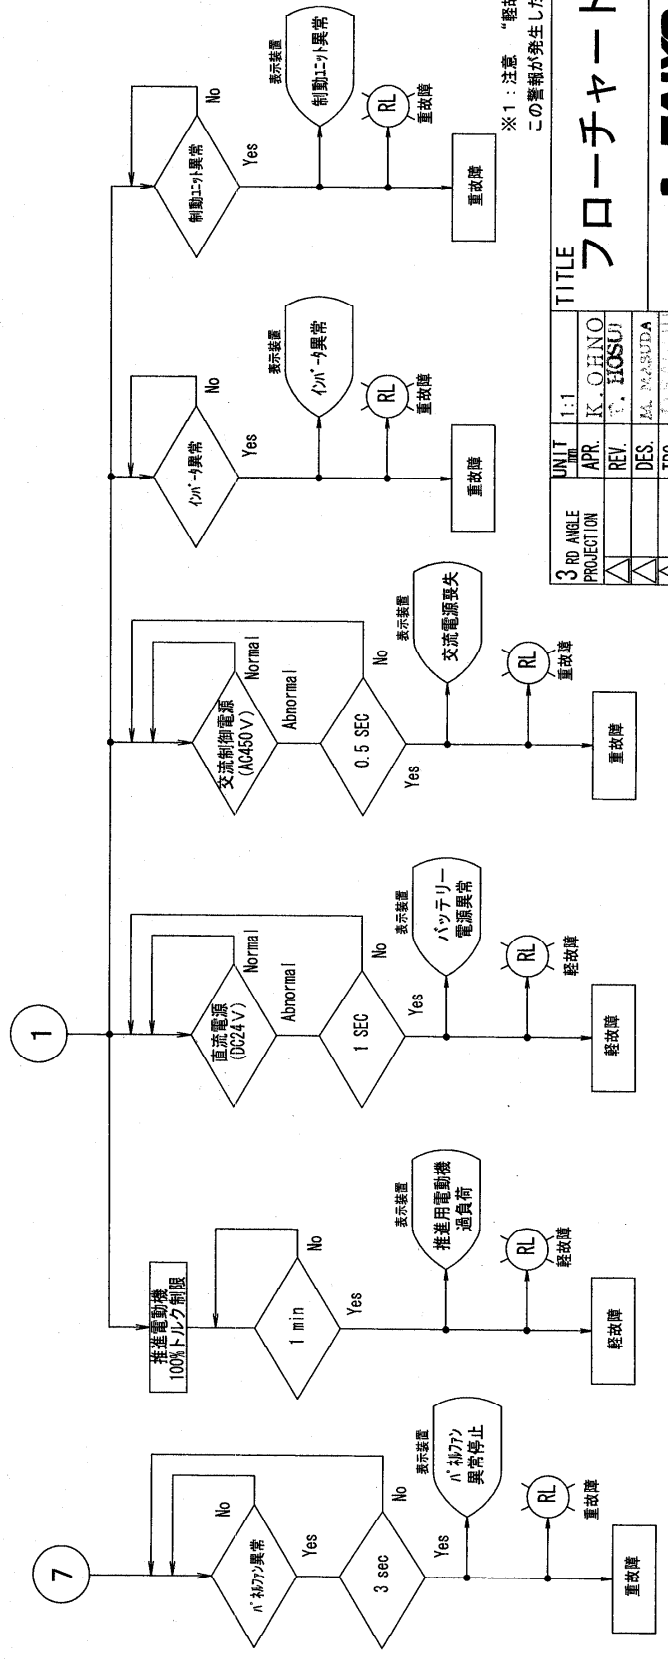 7
パネルファン異常
No
Yes
3 sec
No
Yes
表示装置
パネルファン
異常停止
RL
重故障
重故障
1
推進電動機
100%トルク制限
1 min
No
Yes
表示装置
推進用電動機
過負荷
RL
軽故障
軽故障
直流電源
(DC24V)
Normal
Abnormal
1 SEC
No
Yes
表示装置
バッテリー
電源異常
RL
軽故障
軽故障
交流制御電源
(AC450V)
Normal
Abnormal
0.5 SEC
No
Yes
表示装置
交流電源喪失
RL
重故障
重故障
インバータ異常
No
Yes
表示装置
インバータ異常
RL
重故障
重故障
制動ユニット異常
No
Yes
表示装置
制動ユニット異常
RL
重故障
重故障
※1:注意 “軽故
この警報が発生した
3 RD ANGLE
PROJECTION
UNIT mm 1:1
APR. K. OHNO
REV.
DES. M. MASUDA
TITLE
フローチャート